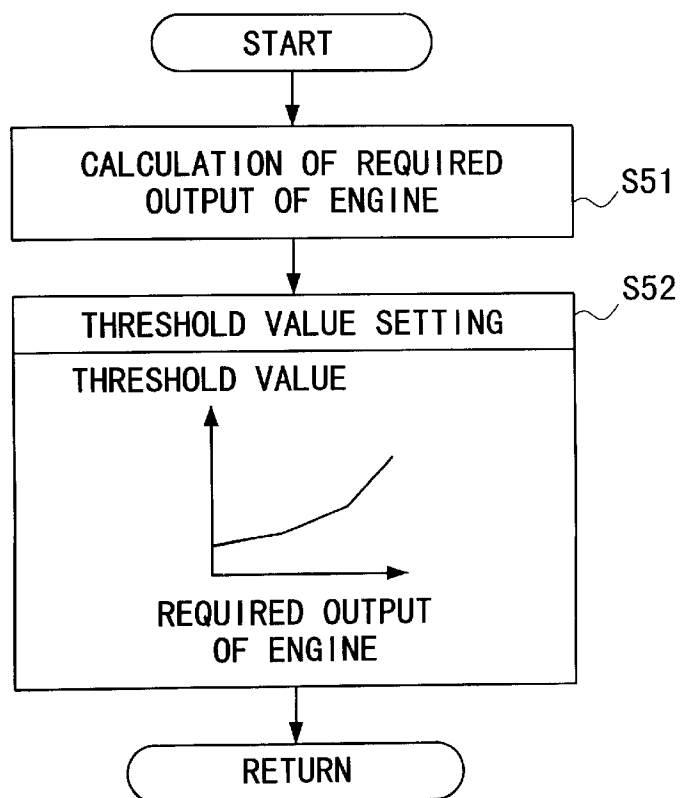 START
CALCULATION OF REQUIRED
OUTPUT OF ENGINE
S51
S52
THRESHOLD VALUE SETTING
THRESHOLD VALUE
REQUIRED OUTPUT
OF ENGINE
RETURN